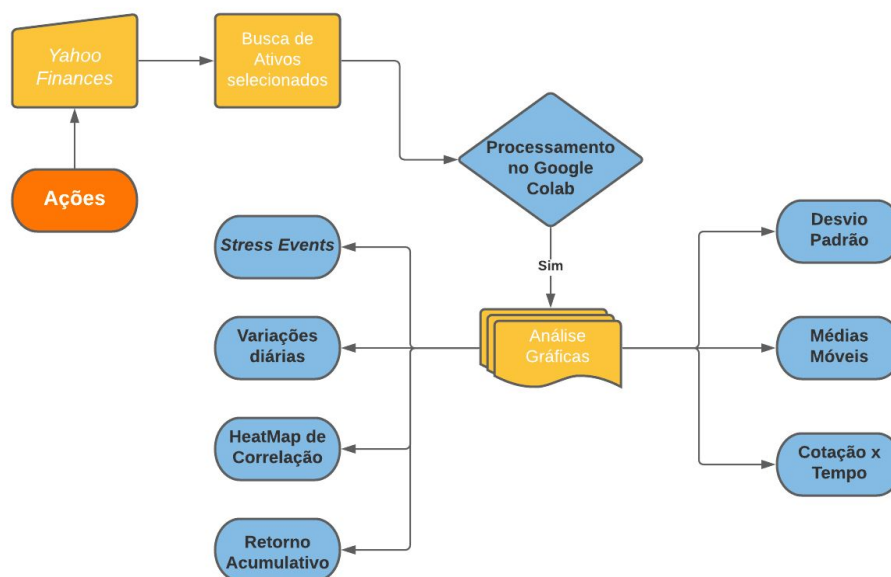 Yahoo
Finances
Busca de
Ativos
selecionados
Ações
Processamento
no Google
Colab
Sim
Análise
Gráficas
Stress Events
Variações
diárias
HeatMap de
Correlação
Retorno
Acumulativo
Desvio
Padrão
Médias
Móveis
Cotação x
Tempo